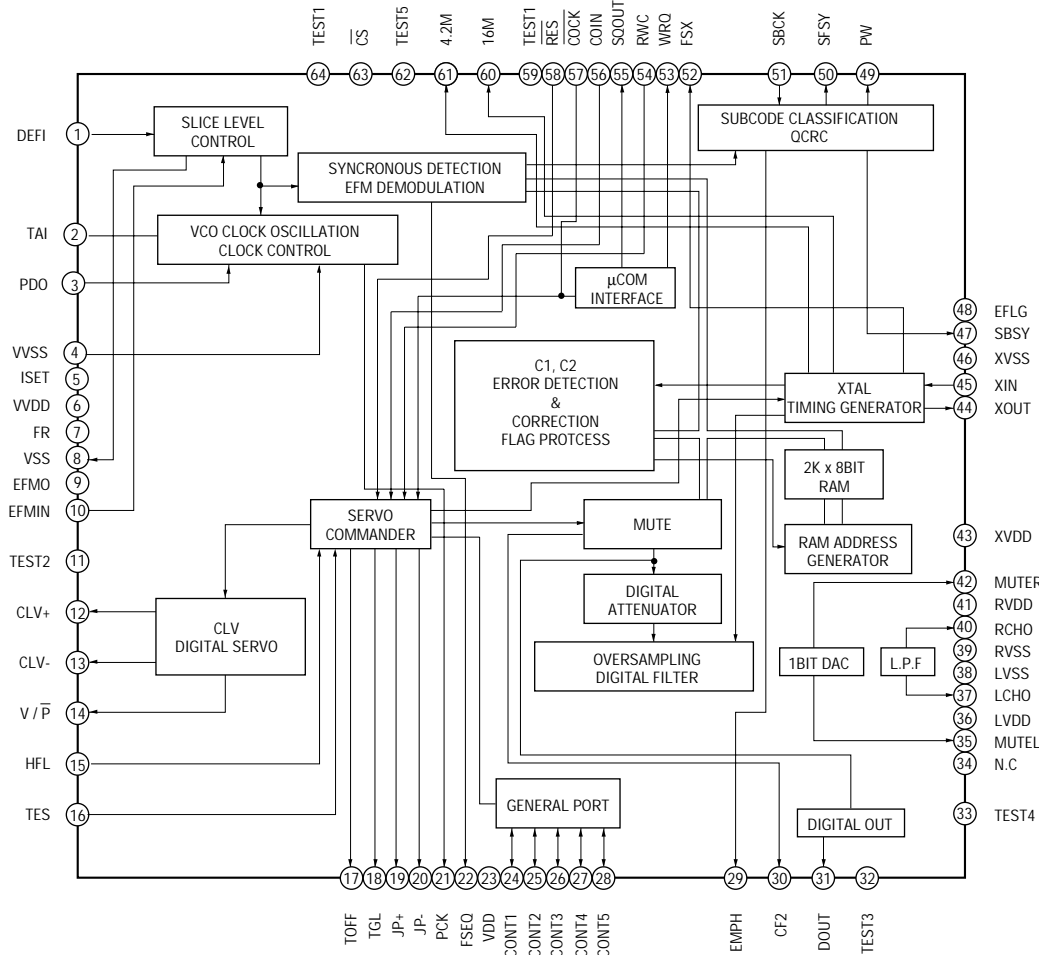 TEST1
CS
TEST5
4.2M
16M
TEST1
RES
COCK
COIN
SQOUT
RWC
WRQ
FSX
SBCK
SFSY
PW
64
63
62
61
60
59
58
57
56
55
54
53
52
51
50
49
DEFI
1
SLICE LEVEL
CONTROL
SUBCODE CLASSIFICATION
QCRC
SYNCRONOUS DETECTION
EFM DEMODULATION
TAI
2
VCO CLOCK OSCILLATION
CLOCK CONTROL
PDO
3
µCOM
INTERFACE
48
EFLG
47
SBSY
VVSS
4
46
XVSS
ISET
5
C1, C2
ERROR DETECTION
&
CORRECTION
FLAG PROTCESS
XTAL
TIMING GENERATOR
45
XIN
44
XOUT
VVDD
6
FR
7
VSS
8
2K x 8BIT
RAM
EFMO
9
EFMIN
10
SERVO
COMMANDER
MUTE
RAM ADDRESS
GENERATOR
43
XVDD
TEST2
11
42
MUTER
DIGITAL
ATTENUATOR
41
RVDD
CLV+
12
CLV
DIGITAL SERVO
40
RCHO
39
RVSS
CLV-
13
OVERSAMPLING
DIGITAL FILTER
1BIT DAC
L.P.F
38
LVSS
37
LCHO
V / P
14
36
LVDD
35
MUTEL
HFL
15
34
N.C
TES
16
GENERAL PORT
DIGITAL OUT
33
TEST4
17
18
19
20
21
22
23
24
25
26
27
28
29
30
31
32
TOFF
TGL
JP+
JP-
PCK
FSEQ
VDD
CONT1
CONT2
CONT3
CONT4
CONT5
EMPH
CF2
DOUT
TEST3